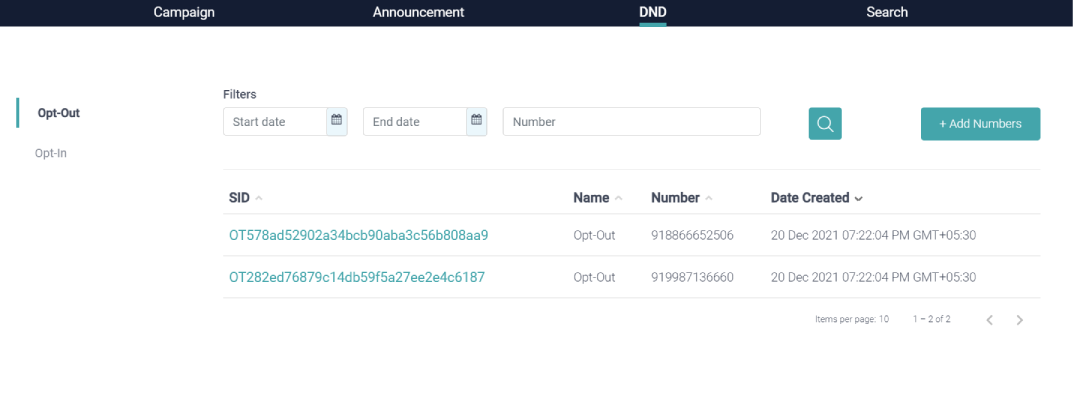 Campaign Announcement DND Search
Filters
Opt-Out
Start date End date Number + Add Numbers
Opt-In
SID Name Number Date Created
OT578ad52902a34bcb90aba3c56b808aa9 Opt-Out 918866652506 20 Dec 2021 07:22:04 PM GMT+05:30
OT282ed76879c14db59f5a27ee2e4c6187 Opt-Out 919987136660 20 Dec 2021 07:22:04 PM GMT+05:30
Items per page: 10 1 – 2 of 2